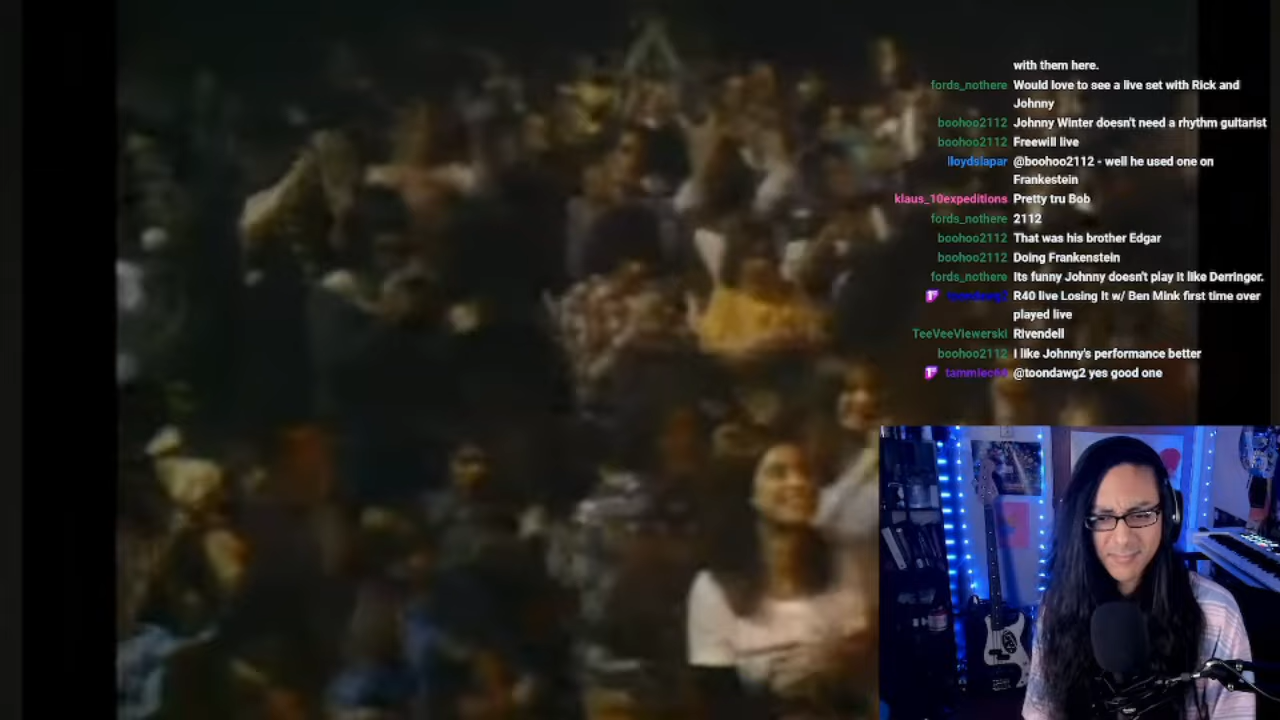 with them here.
fords_nothere Would love to see a live set with Rick and
Johnny
boohoo2112 Johnny Winter doesn't need a rhythm guitarist
boohoo2112 Freewill live
lloydslapar @boohoo2112 - well he used one on
Frankestein
klaus_10expeditions Pretty tru Bob
fords_nothere 2112
boohoo2112 That was his brother Edgar
boohoo2112 Doing Frankenstein
fords_nothere Its funny Johnny doesn't play it like Derringer.
toondawg2 R40 live Losing It w/ Ben Mink first time over
played live
TeeVeeViewerski Rivendell
boohoo2112 I like Johnny's performance better
@toondawg2 yes good one